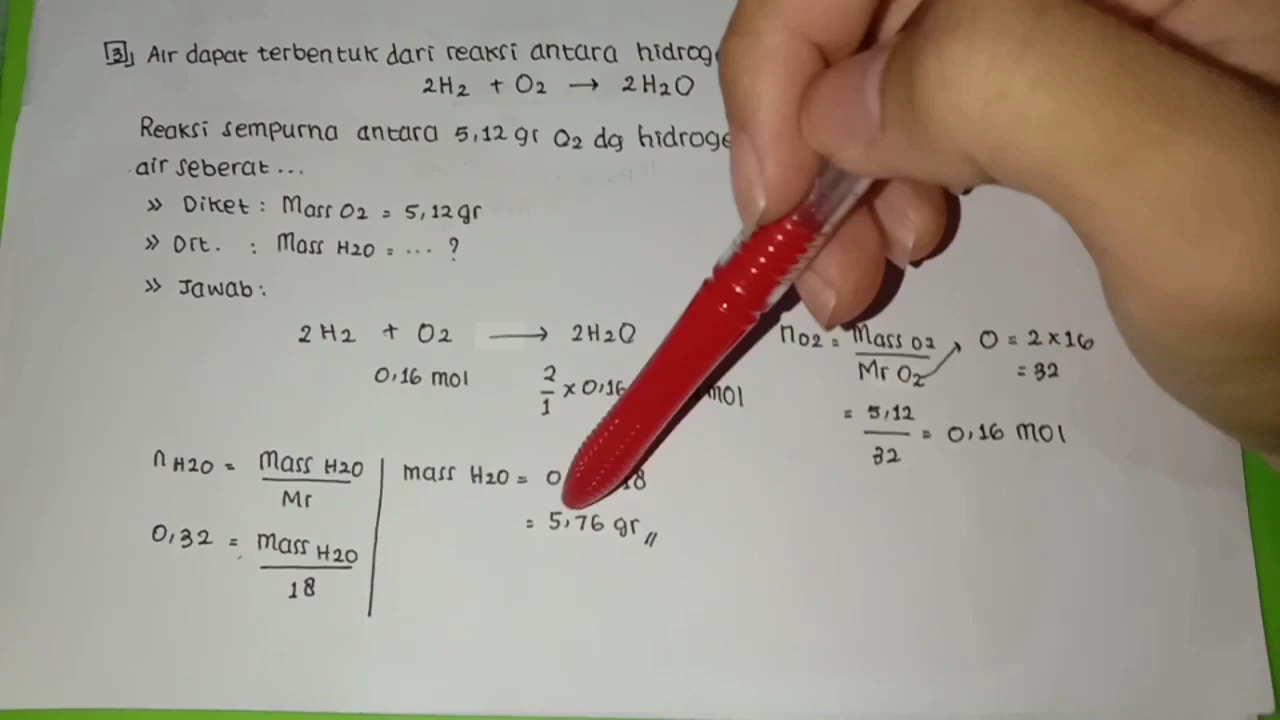 3, Air dapat terbentuk dari reaksi antara hidrog
2H2 + O2 → 2H2O
Reaksi sempurna antara 5,12 gr O2 dg hidroge
air seberat ...
>> Diket : Mass O2 = 5,12 gr
>> Dit. : Mass H2O = ... ?
>> Jawab :
2H2 + O2 → 2H2O
0,16 mol 2/1 x 0,16 mol
n O2 = Mass O2 / Mr O2 → O = 2 x 16
= 32
= 5,12 / 32 = 0,16 mol
n H2O = Mass H2O / Mr
0,32 = Mass H2O / 18
mass H2O = 0 18
= 5,76 gr //